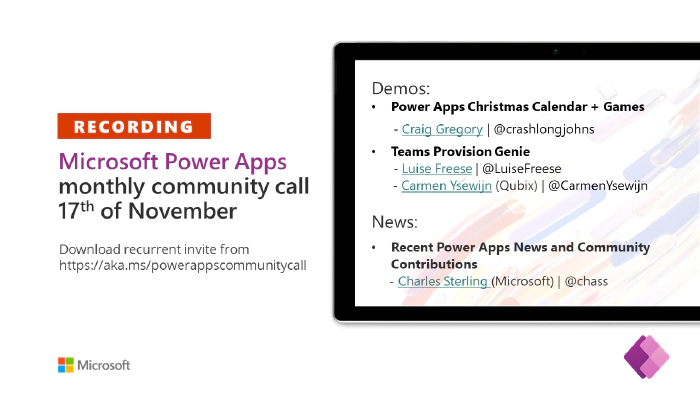 RECORDING
Microsoft Power Apps
monthly community call
17th of November
Download recurrent invite from
https://aka.ms/powerappscommunitycall
Microsoft
Demos:
• Power Apps Christmas Calendar + Games
- Craig Gregory | @crashlongjohns
• Teams Provision Genie
- Luise Freese | @LuiseFreese
- Carmen Ysewijn (Qubix) | @CarmenYsewijn
News:
• Recent Power Apps News and Community
Contributions
- Charles Sterling (Microsoft) | @chass